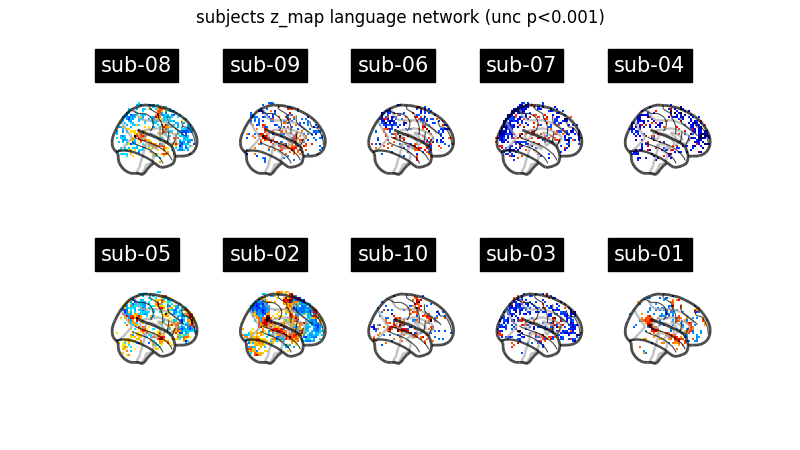 subjects z_map language network (unc p<0.001)
sub-08 sub-09 sub-06 sub-07 sub-04
sub-05 sub-02 sub-10 sub-03 sub-01